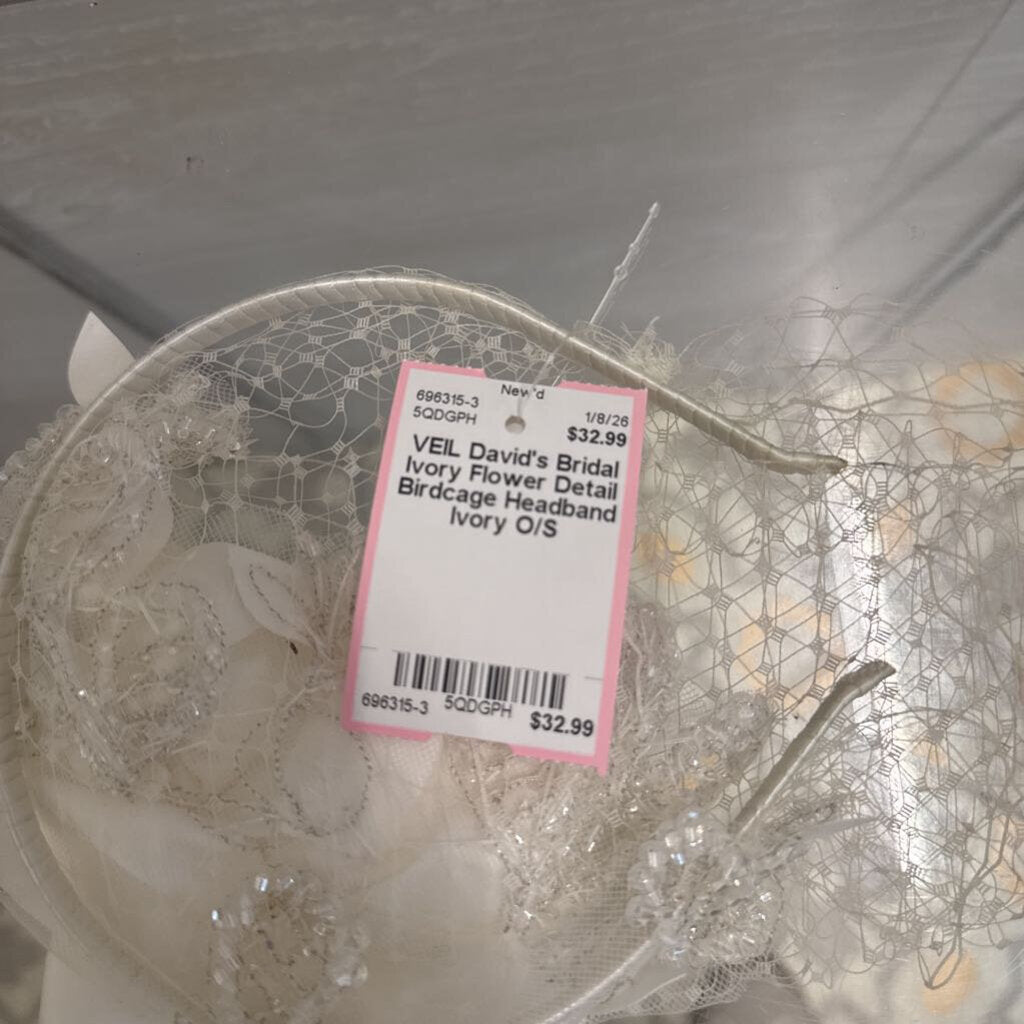 New'd
696315-3 1/8/26
5QDGPH $32.99
VEIL David's Bridal
Ivory Flower Detail
Birdcage Headband
Ivory O/S
696315-3 5QDGPH $32.99